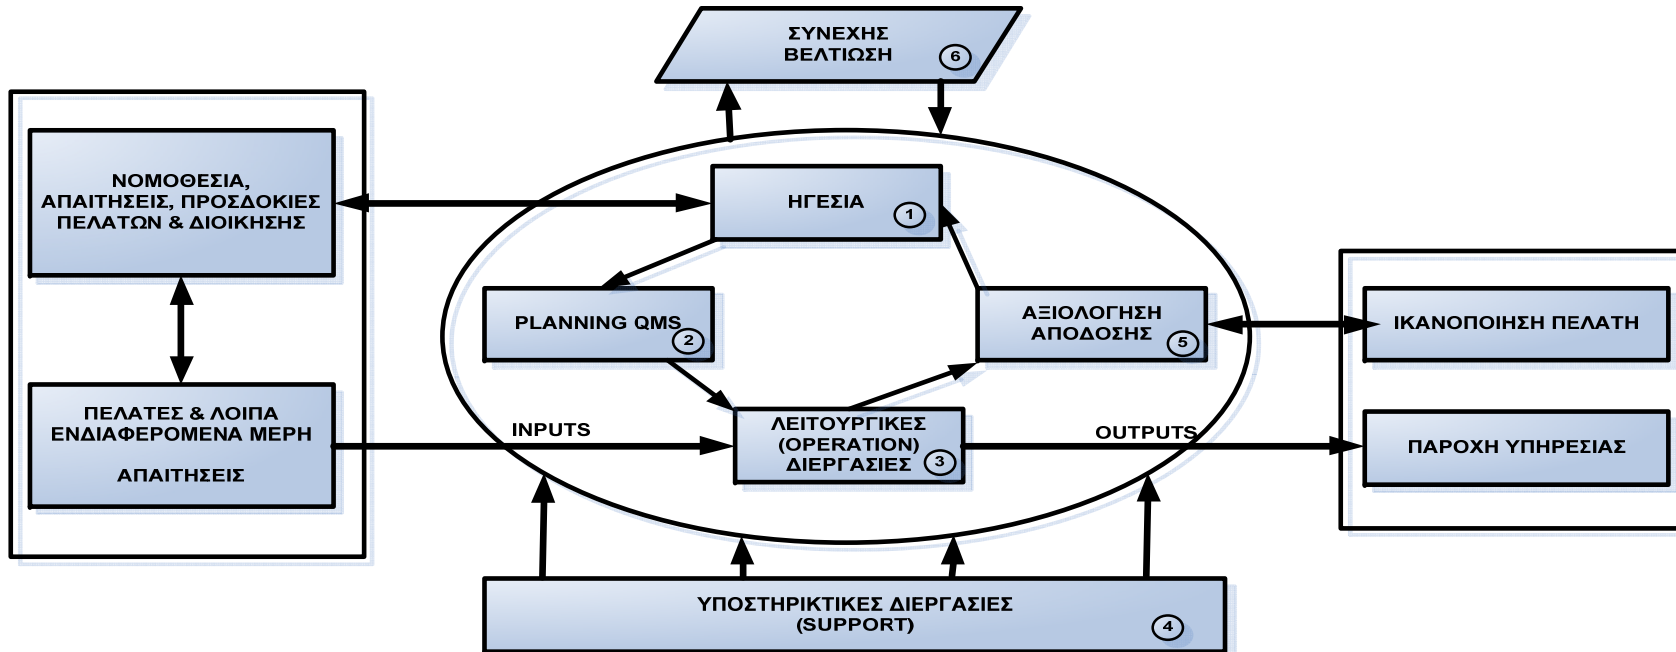 ΣΥΝΕΧΗΣ
ΒΕΛΤΙΩΣΗ
6
ΝΟΜΟΘΕΣΙΑ,
ΑΠΑΙΤΗΣΕΙΣ, ΠΡΟΣΔΟΚΙΕΣ
ΠΕΛΑΤΩΝ & ΔΙΟΙΚΗΣΗΣ
ΗΓΕΣΙΑ
1
PLANNING QMS
2
ΑΞΙΟΛΟΓΗΣΗ
ΑΠΟΔΟΣΗΣ
5
ΙΚΑΝΟΠΟΙΗΣΗ ΠΕΛΑΤΗ
ΠΕΛΑΤΕΣ & ΛΟΙΠΑ
ΕΝΔΙΑΦΕΡΟΜΕΝΑ ΜΕΡΗ
ΑΠΑΙΤΗΣΕΙΣ
INPUTS
ΛΕΙΤΟΥΡΓΙΚΕΣ
(OPERATION)
ΔΙΕΡΓΑΣΙΕΣ
3
OUTPUTS
ΠΑΡΟΧΗ ΥΠΗΡΕΣΙΑΣ
ΥΠΟΣΤΗΡΙΚΤΙΚΕΣ ΔΙΕΡΓΑΣΙΕΣ
(SUPPORT)
4